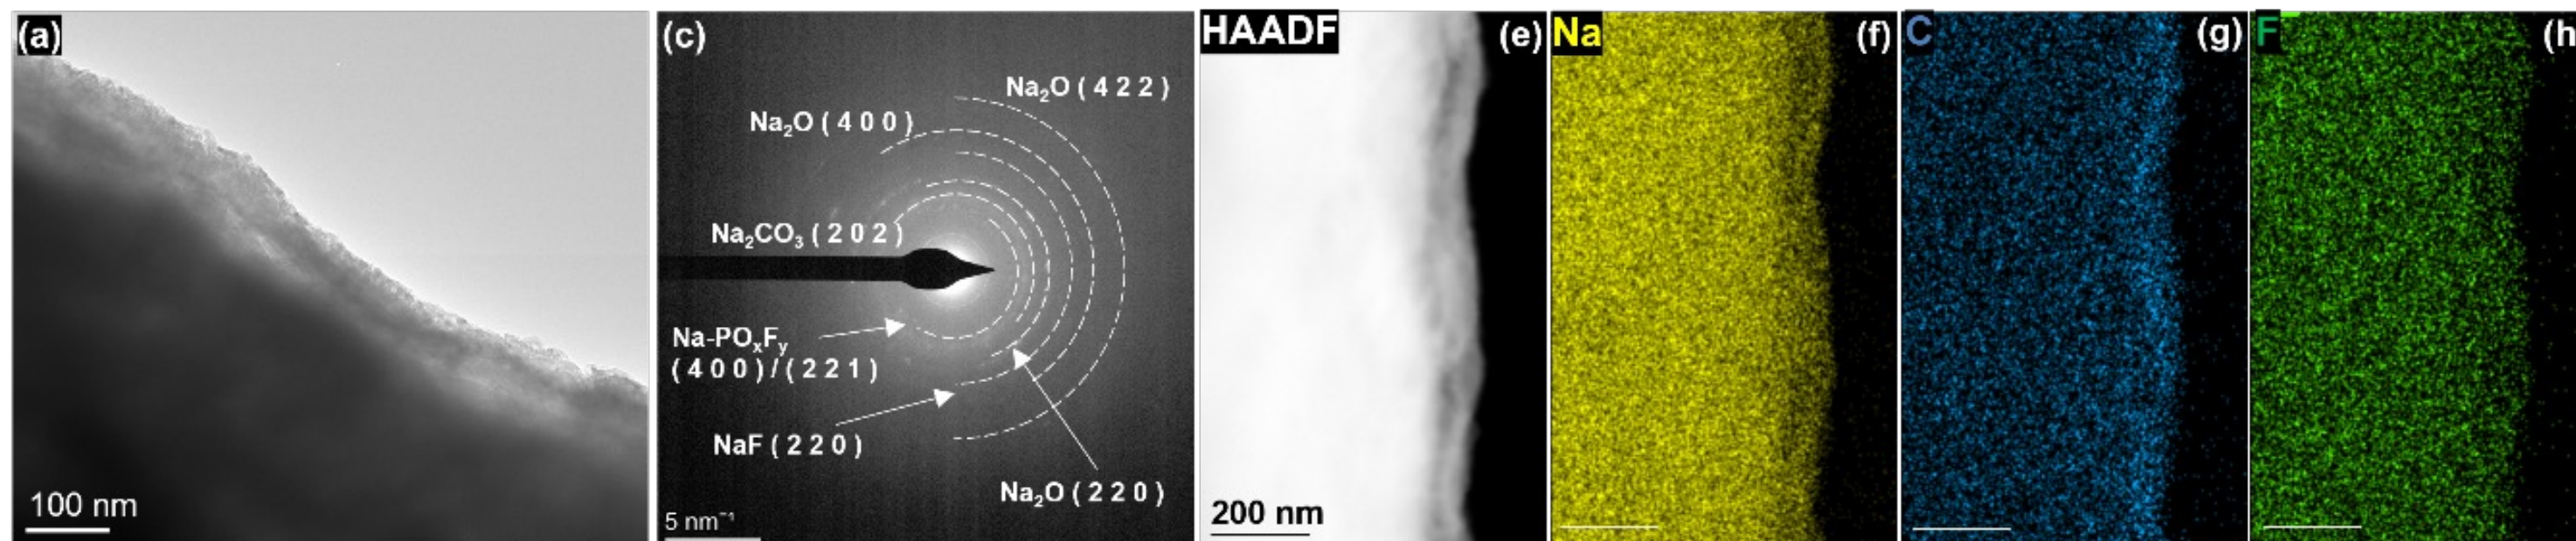 (a)
100 nm
(c)
Na₂O ( 4 2 2 )
Na₂O ( 4 0 0 )
Na₂CO₃ ( 2 0 2 )
Na-POₓFᵧ
( 4 0 0 ) / ( 2 2 1 )
NaF ( 2 2 0 )
Na₂O ( 2 2 0 )
5 nm⁻¹
HAADF
(e)
200 nm
Na
(f)
C
(g)
F
(h